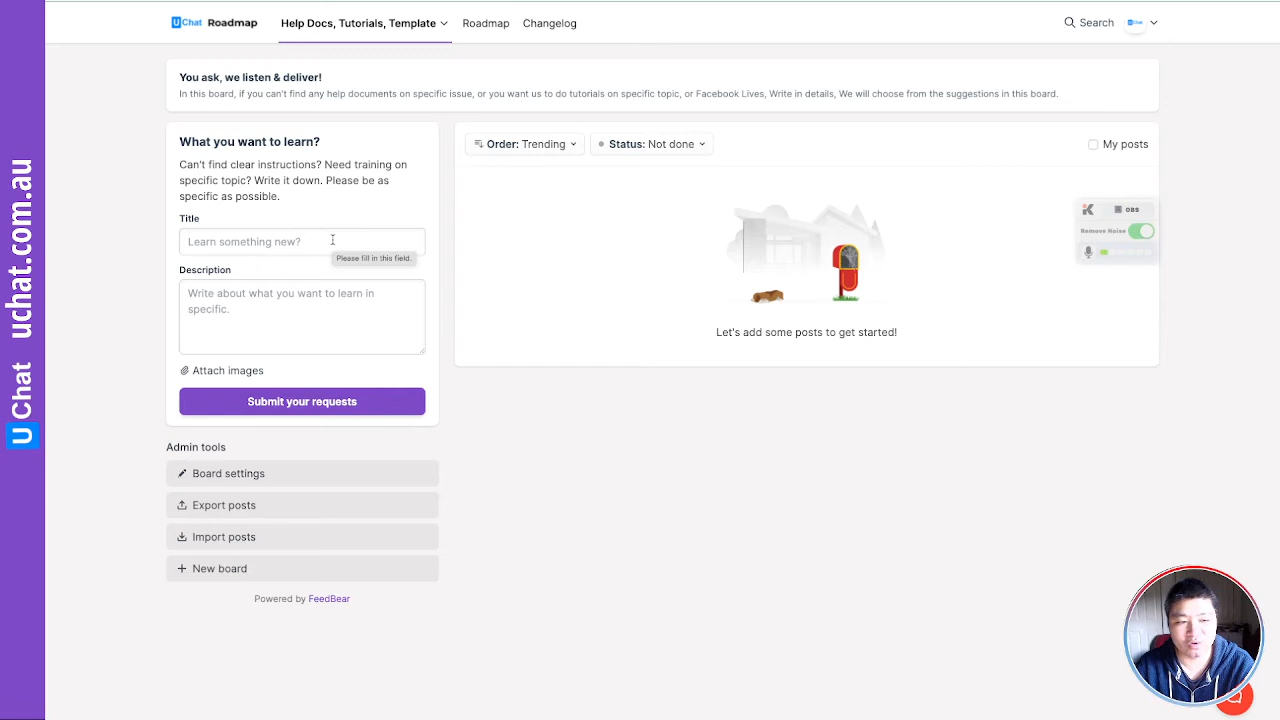 UChat uchat.com.au
UChat Roadmap
Help Docs, Tutorials, Template
Roadmap
Changelog
Search
UChat
You ask, we listen & deliver!
In this board, if you can't find any help documents on specific issue, or you want us to do tutorials on specific topic, or Facebook Lives, Write in details, We will choose from the suggestions in this board.
What you want to learn?
Can't find clear instructions? Need training on
specific topic? Write it down. Please be as
specific as possible.
Title
Learn something new?
Please fill in this field.
Description
Write about what you want to learn in
specific.
Attach images
Submit your requests
Order: Trending
Status: Not done
My posts
OBS
Remove Noise
Let's add some posts to get started!
Admin tools
Board settings
Export posts
Import posts
New board
Powered by FeedBear